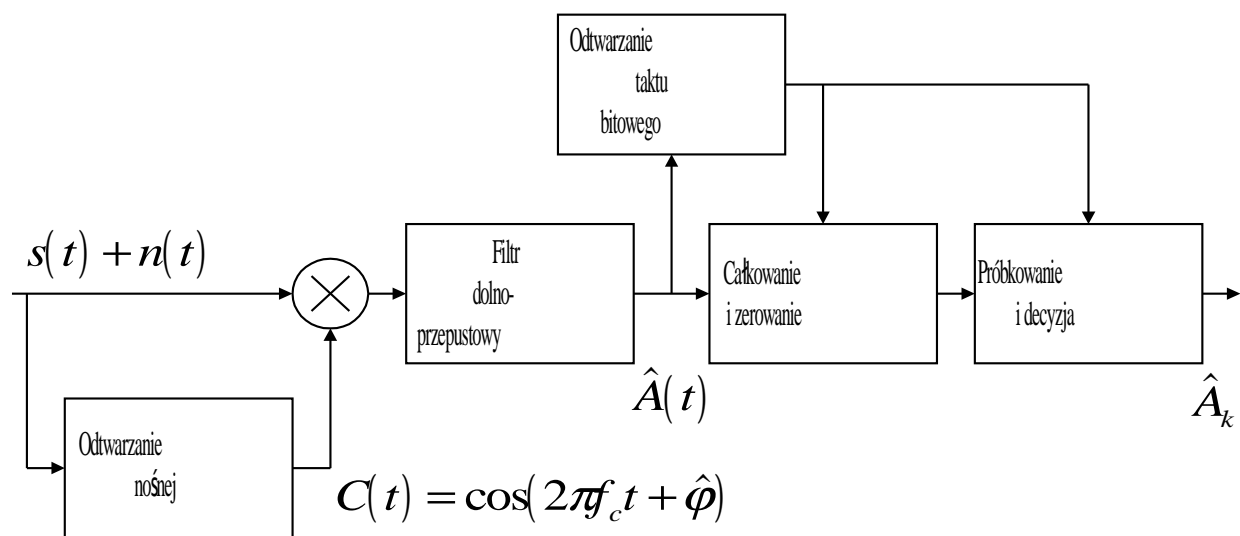 Odtwarzanie
taktu
bitowego
s(t) + n(t)
Filtr
dolno-
przepustowy
Całkowanie
i zerowanie
Próbkowanie
i decyzja
Â(t)
Â_k
Odtwarzanie
nośnej
C(t) = cos(2πf_c t + φ̂)